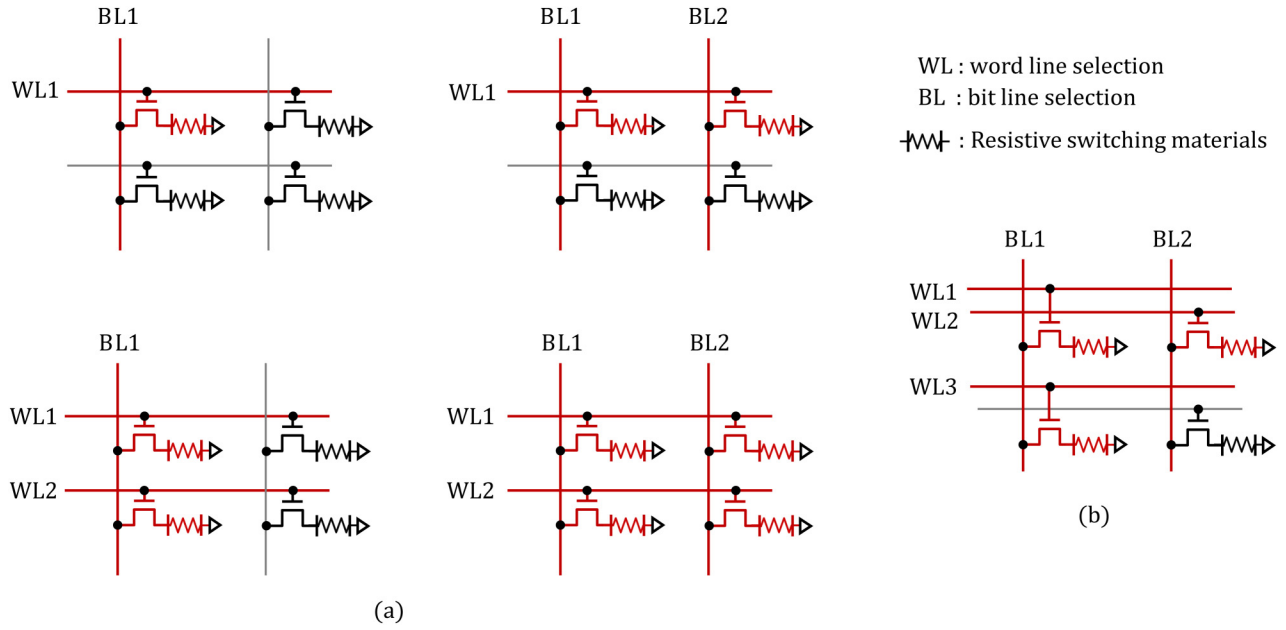 BL1
WL1
BL1 BL2
WL1
WL : word line selection
BL : bit line selection
: Resistive switching materials
BL1
WL1
WL2
BL1 BL2
WL1
WL2
(a)
BL1 BL2
WL1
WL2
WL3
(b)